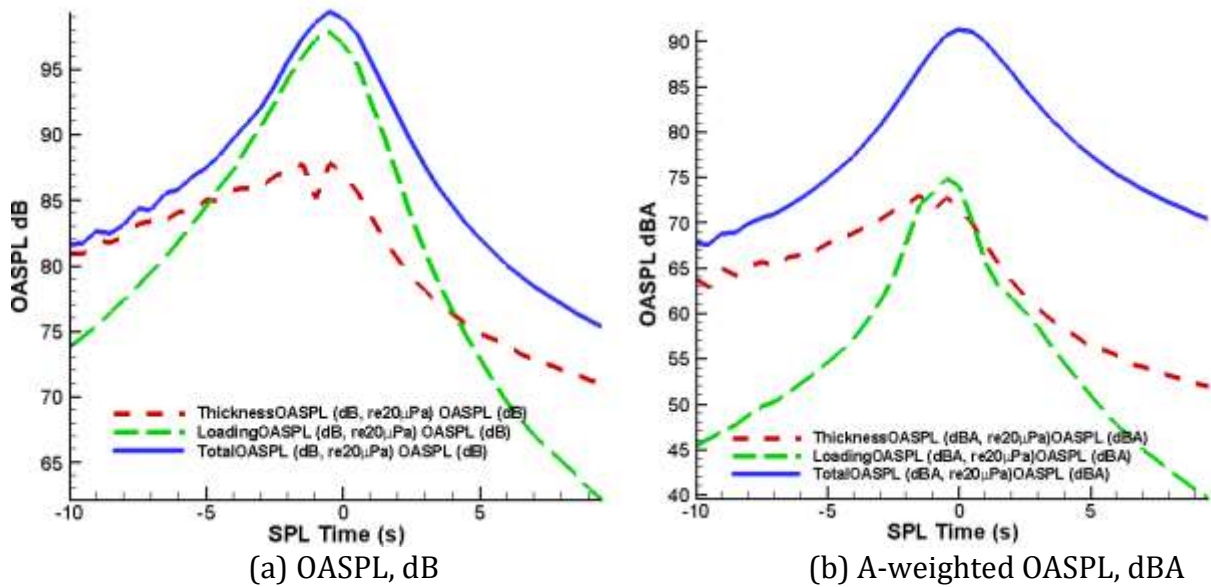 OASPL dB
95
90
85
80
75
70
65
-10
-5
0
5
SPL Time (s)
ThicknessOASPL (dB, re20μPa) OASPL (dB)
LoadingOASPL (dB, re20μPa) OASPL (dB)
TotalOASPL (dB, re20μPa) OASPL (dB)
(a) OASPL, dB
OASPL dBA
90
85
80
75
70
65
60
55
50
45
40
-10
-5
0
5
SPL Time (s)
ThicknessOASPL (dBA, re20μPa)OASPL (dBA)
LoadingOASPL (dBA, re20μPa)OASPL (dBA)
TotalOASPL (dBA, re20μPa)OASPL (dBA)
(b) A-weighted OASPL, dBA